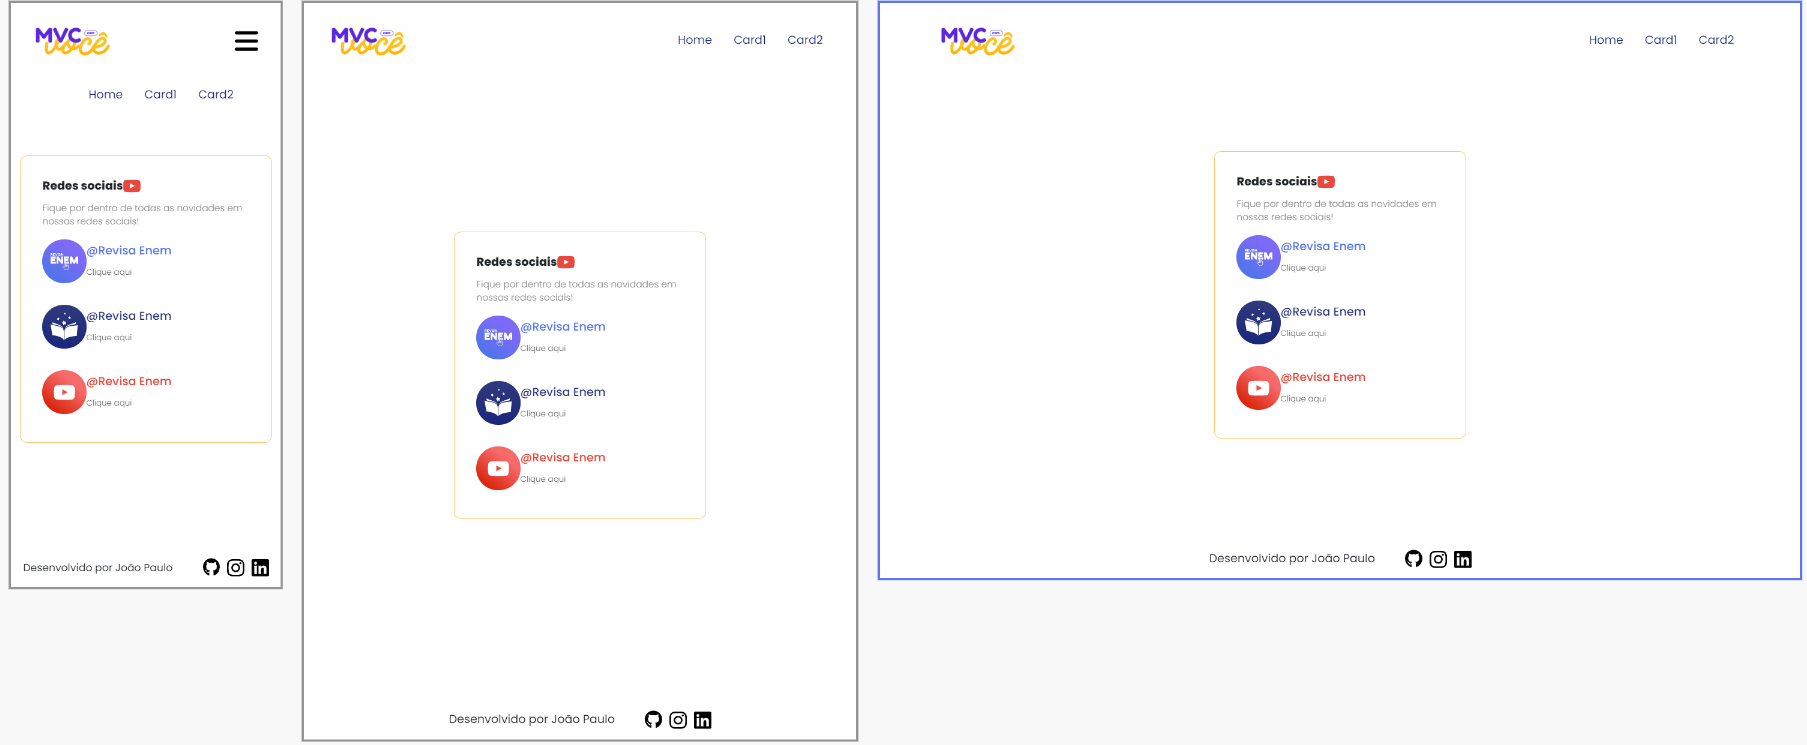 MVC
você
Home Card1 Card2
Redes sociais
Fique por dentro de todas as novidades em
nossas redes sociais!
ENEM
@Revisa Enem
Clique aqui
@Revisa Enem
Clique aqui
@Revisa Enem
Clique aqui
Desenvolvido por João Paulo
in
MVC
você
Home Card1 Card2
Redes sociais
Fique por dentro de todas as novidades em
nossas redes sociais!
ENEM
@Revisa Enem
Clique aqui
@Revisa Enem
Clique aqui
@Revisa Enem
Clique aqui
Desenvolvido por João Paulo
in
MVC
você
Home Card1 Card2
Redes sociais
Fique por dentro de todas as novidades em
nossas redes sociais!
ENEM
@Revisa Enem
Clique aqui
@Revisa Enem
Clique aqui
@Revisa Enem
Clique aqui
Desenvolvido por João Paulo
in